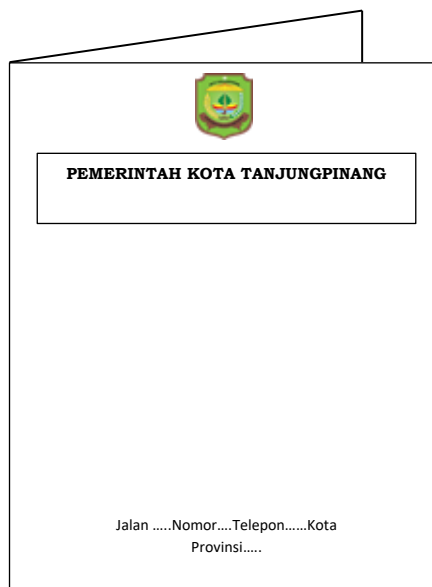 PEMERINTAH KOTA TANJUNGPINANG
Jalan .....Nomor....Telepon......Kota
Provinsi.....